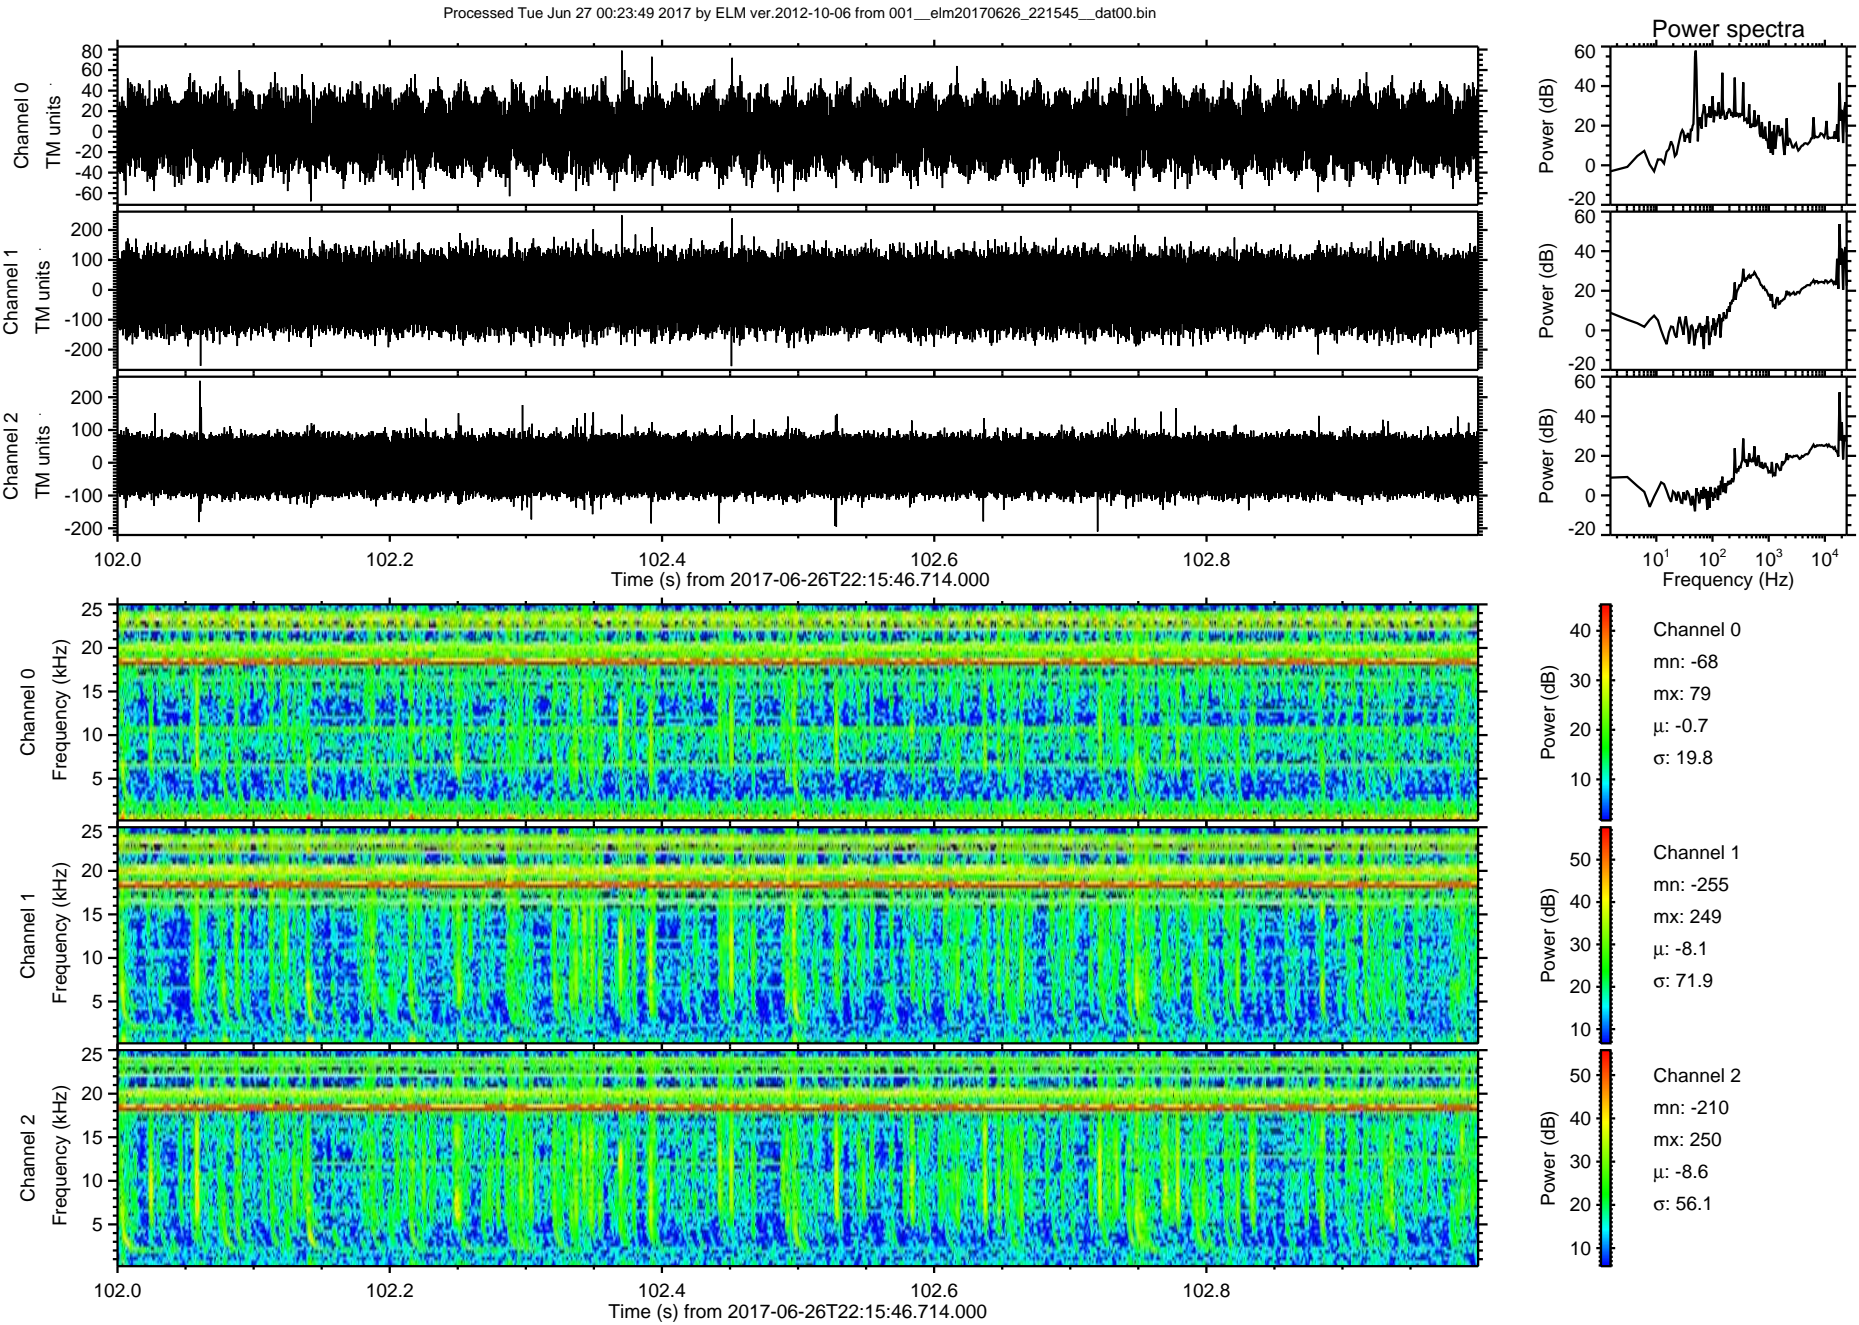 Processed Tue Jun 27 00:23:49 2017 by ELM ver.2012-10-06 from 001__elm20170626_221545__dat00.bin
Power spectra
Channel 0
TM units
80
60
40
20
0
-20
-40
-60
Power (dB)
60
40
20
0
-20
Channel 1
TM units
200
100
0
-100
-200
Power (dB)
60
40
20
0
-20
Channel 2
TM units
200
100
0
-100
-200
Power (dB)
60
40
20
0
-20
102.0 102.2 102.4 102.6 102.8
Time (s) from 2017-06-26T22:15:46.714.000
10¹ 10² 10³ 10⁴
Frequency (Hz)
Channel 0
Frequency (kHz)
25
20
15
10
5
Power (dB)
40
30
20
10
Channel 0
mn: -68
mx: 79
μ: -0.7
σ: 19.8
Channel 1
Frequency (kHz)
25
20
15
10
5
Power (dB)
50
40
30
20
10
Channel 1
mn: -255
mx: 249
μ: -8.1
σ: 71.9
Channel 2
Frequency (kHz)
25
20
15
10
5
Power (dB)
50
40
30
20
10
Channel 2
mn: -210
mx: 250
μ: -8.6
σ: 56.1
102.0 102.2 102.4 102.6 102.8
Time (s) from 2017-06-26T22:15:46.714.000